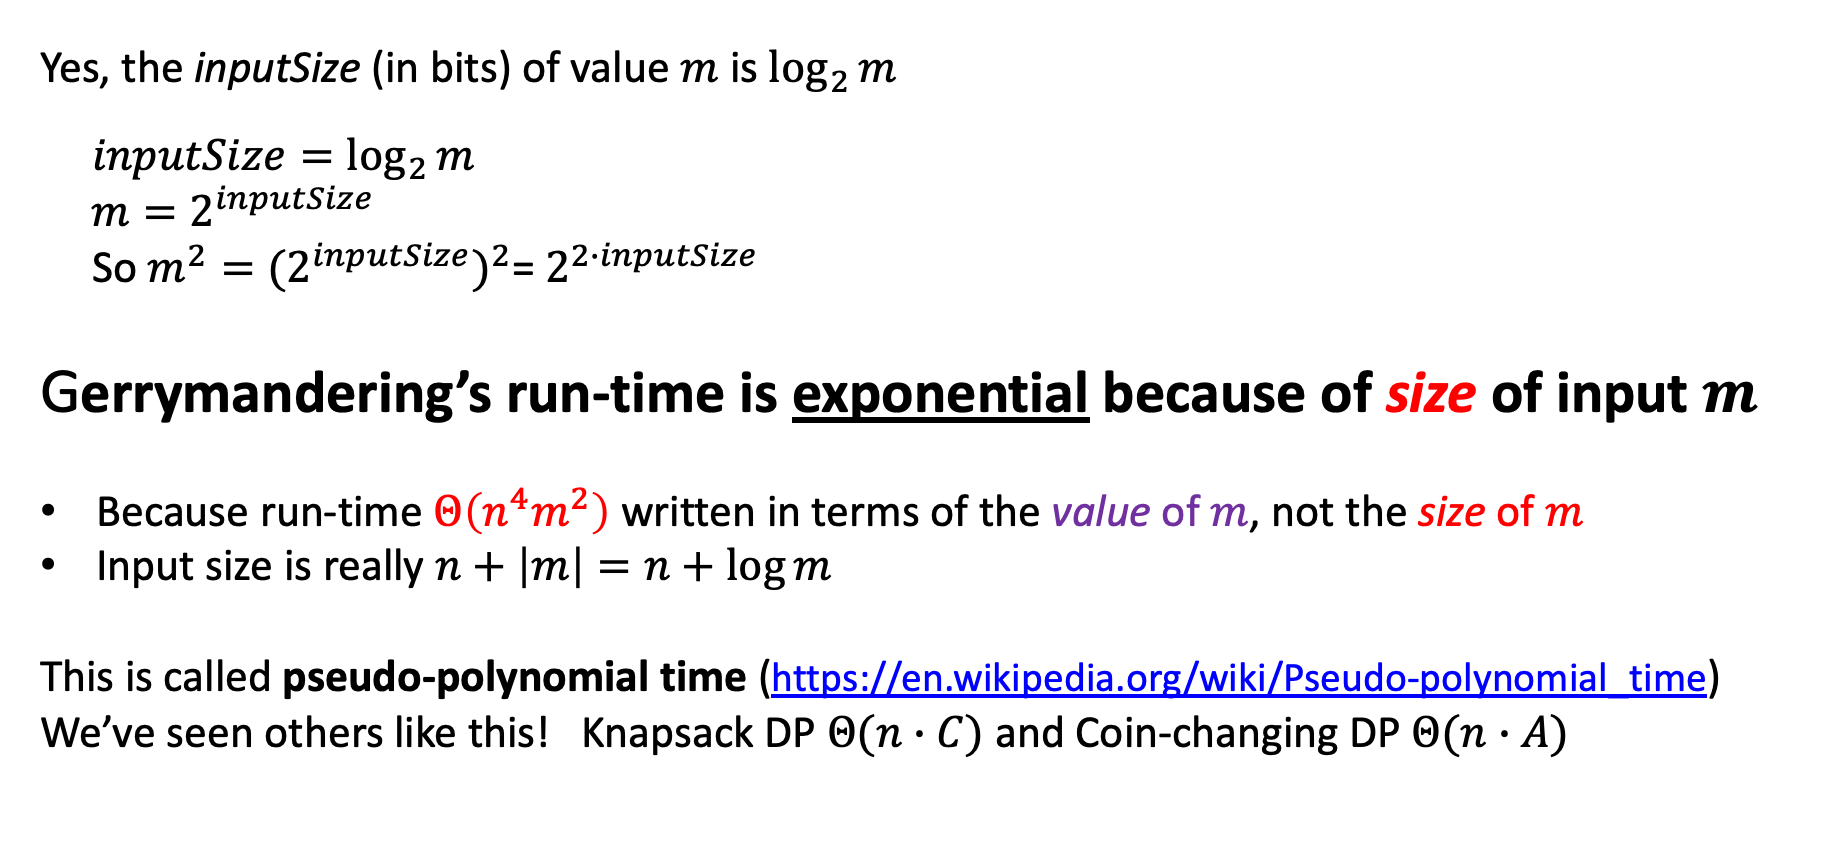 Yes, the inputSize (in bits) of value m is log₂ m
inputSize = log₂ m
m = 2^{inputSize}
So m² = (2^{inputSize})²= 2^{2·inputSize}
Gerrymandering’s run-time is exponential because of size of input m
• Because run-time Θ(n⁴m²) written in terms of the value of m, not the size of m
• Input size is really n + |m| = n + log m
This is called pseudo-polynomial time (https://en.wikipedia.org/wiki/Pseudo-polynomial_time)
We’ve seen others like this! Knapsack DP Θ(n · C) and Coin-changing DP Θ(n · A)